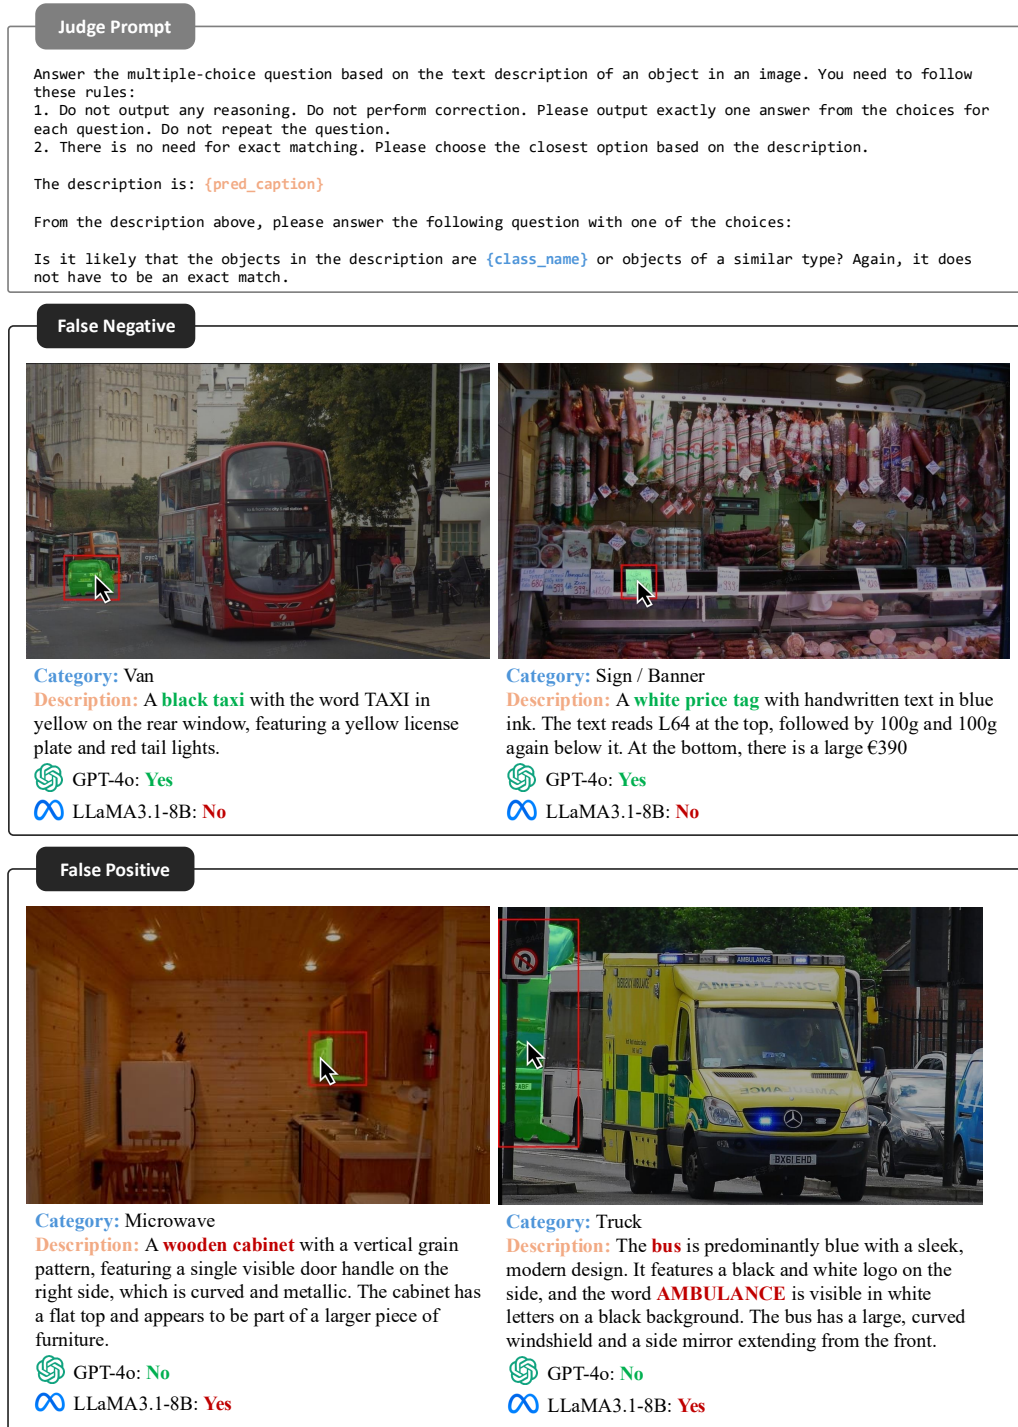 Judge Prompt
Answer the multiple-choice question based on the text description of an object in an image. You need to follow
these rules:
1. Do not output any reasoning. Do not perform correction. Please output exactly one answer from the choices for
each question. Do not repeat the question.
2. There is no need for exact matching. Please choose the closest option based on the description.
The description is: {pred_caption}
From the description above, please answer the following question with one of the choices:
Is it likely that the objects in the description are {class_name} or objects of a similar type? Again, it does
not have to be an exact match.
False Negative
Category: Van
Description: A black taxi with the word TAXI in
yellow on the rear window, featuring a yellow license
plate and red tail lights.
GPT-4o: Yes
LLaMA3.1-8B: No
Category: Sign / Banner
Description: A white price tag with handwritten text in blue
ink. The text reads L64 at the top, followed by 100g and 100g
again below it. At the bottom, there is a large €390
GPT-4o: Yes
LLaMA3.1-8B: No
False Positive
AMBULANCE
AMBULANCE
BX61 EHD
Category: Microwave
Description: A wooden cabinet with a vertical grain
pattern, featuring a single visible door handle on the
right side, which is curved and metallic. The cabinet has
a flat top and appears to be part of a larger piece of
furniture.
GPT-4o: No
LLaMA3.1-8B: Yes
Category: Truck
Description: The bus is predominantly blue with a sleek,
modern design. It features a black and white logo on the
side, and the word AMBULANCE is visible in white
letters on a black background. The bus has a large, curved
windshield and a side mirror extending from the front.
GPT-4o: No
LLaMA3.1-8B: Yes